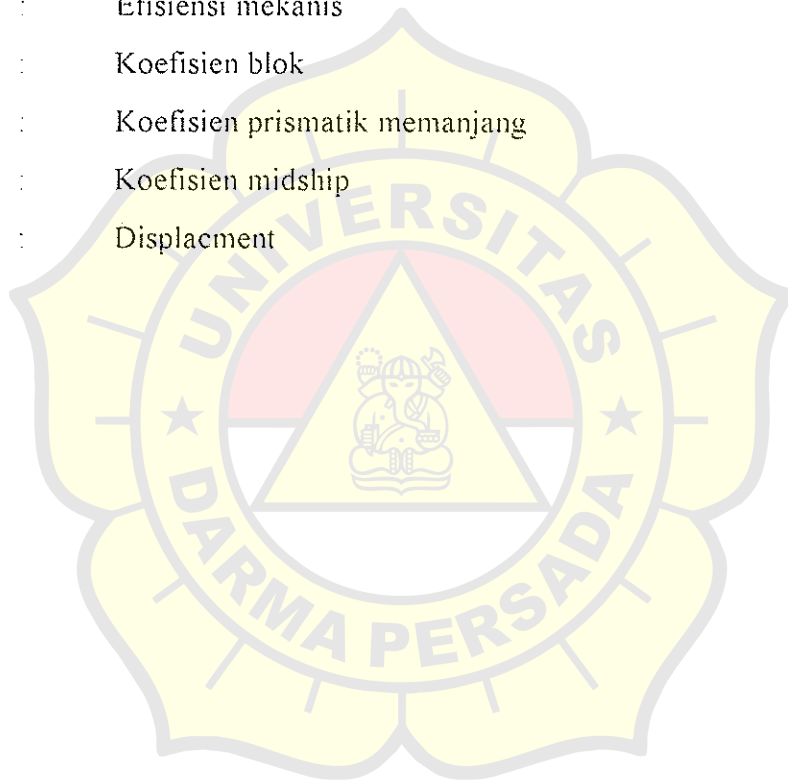 : Efisiensi mekanis
: Koefisien blok
: Koefisien prismatik memanjang
: Koefisien midship
: Displacment
UNIVERSITAS
DARMA PERSADA